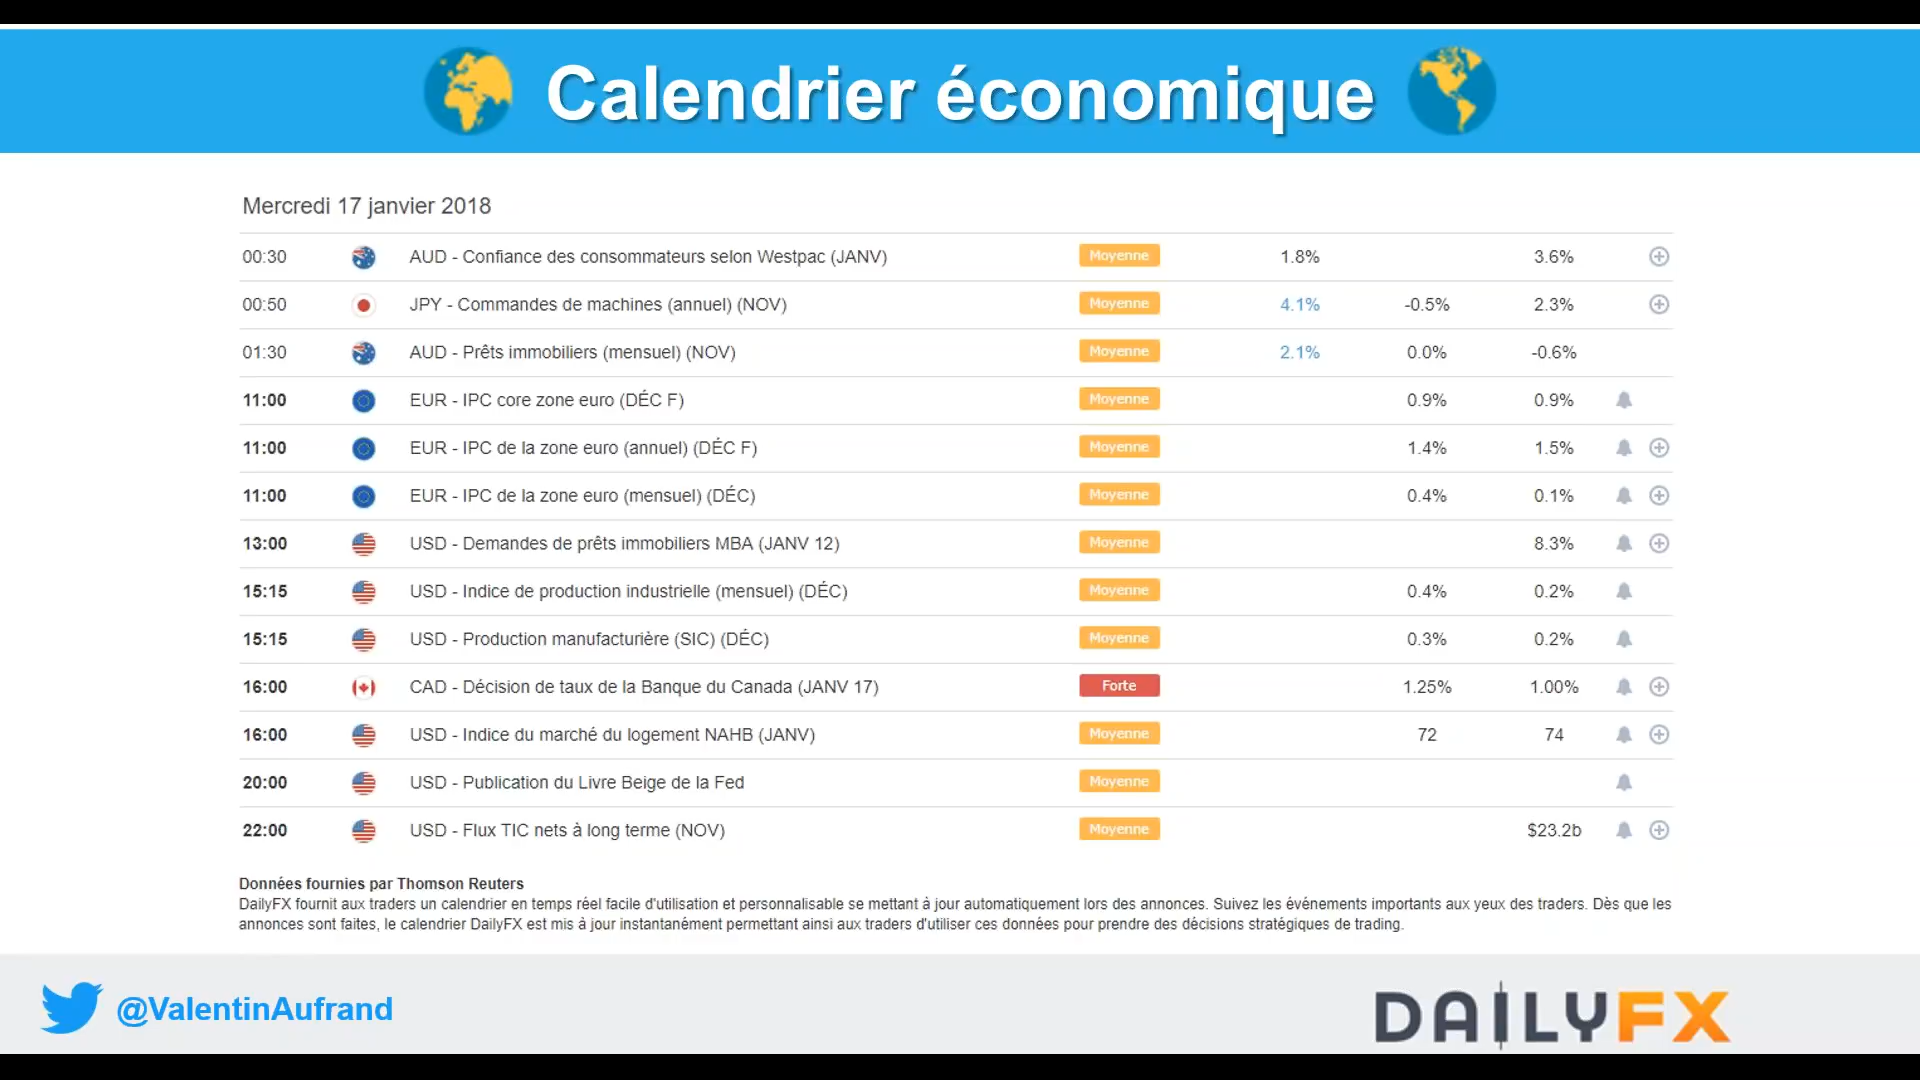 Calendrier économique
Mercredi 17 janvier 2018
00:30 AUD - Confiance des consommateurs selon Westpac (JANV) Moyenne 1.8% 3.6%
00:50 JPY - Commandes de machines (annuel) (NOV) Moyenne 4.1% -0.5% 2.3%
01:30 AUD - Prêts immobiliers (mensuel) (NOV) Moyenne 2.1% 0.0% -0.6%
11:00 EUR - IPC core zone euro (DÉC F) Moyenne 0.9% 0.9%
11:00 EUR - IPC de la zone euro (annuel) (DÉC F) Moyenne 1.4% 1.5%
11:00 EUR - IPC de la zone euro (mensuel) (DÉC) Moyenne 0.4% 0.1%
13:00 USD - Demandes de prêts immobiliers MBA (JANV 12) Moyenne 8.3%
15:15 USD - Indice de production industrielle (mensuel) (DÉC) Moyenne 0.4% 0.2%
15:15 USD - Production manufacturière (SIC) (DÉC) Moyenne 0.3% 0.2%
16:00 CAD - Décision de taux de la Banque du Canada (JANV 17) Forte 1.25% 1.00%
16:00 USD - Indice du marché du logement NAHB (JANV) Moyenne 72 74
20:00 USD - Publication du Livre Beige de la Fed Moyenne
22:00 USD - Flux TIC nets à long terme (NOV) Moyenne $23.2b
Données fournies par Thomson Reuters
DailyFX fournit aux traders un calendrier en temps réel facile d'utilisation et personnalisable se mettant à jour automatiquement lors des annonces. Suivez les événements importants aux yeux des traders. Dès que les
annonces sont faites, le calendrier DailyFX est mis à jour instantanément permettant ainsi aux traders d'utiliser ces données pour prendre des décisions stratégiques de trading.
@ValentinAufrand
DAILYFX